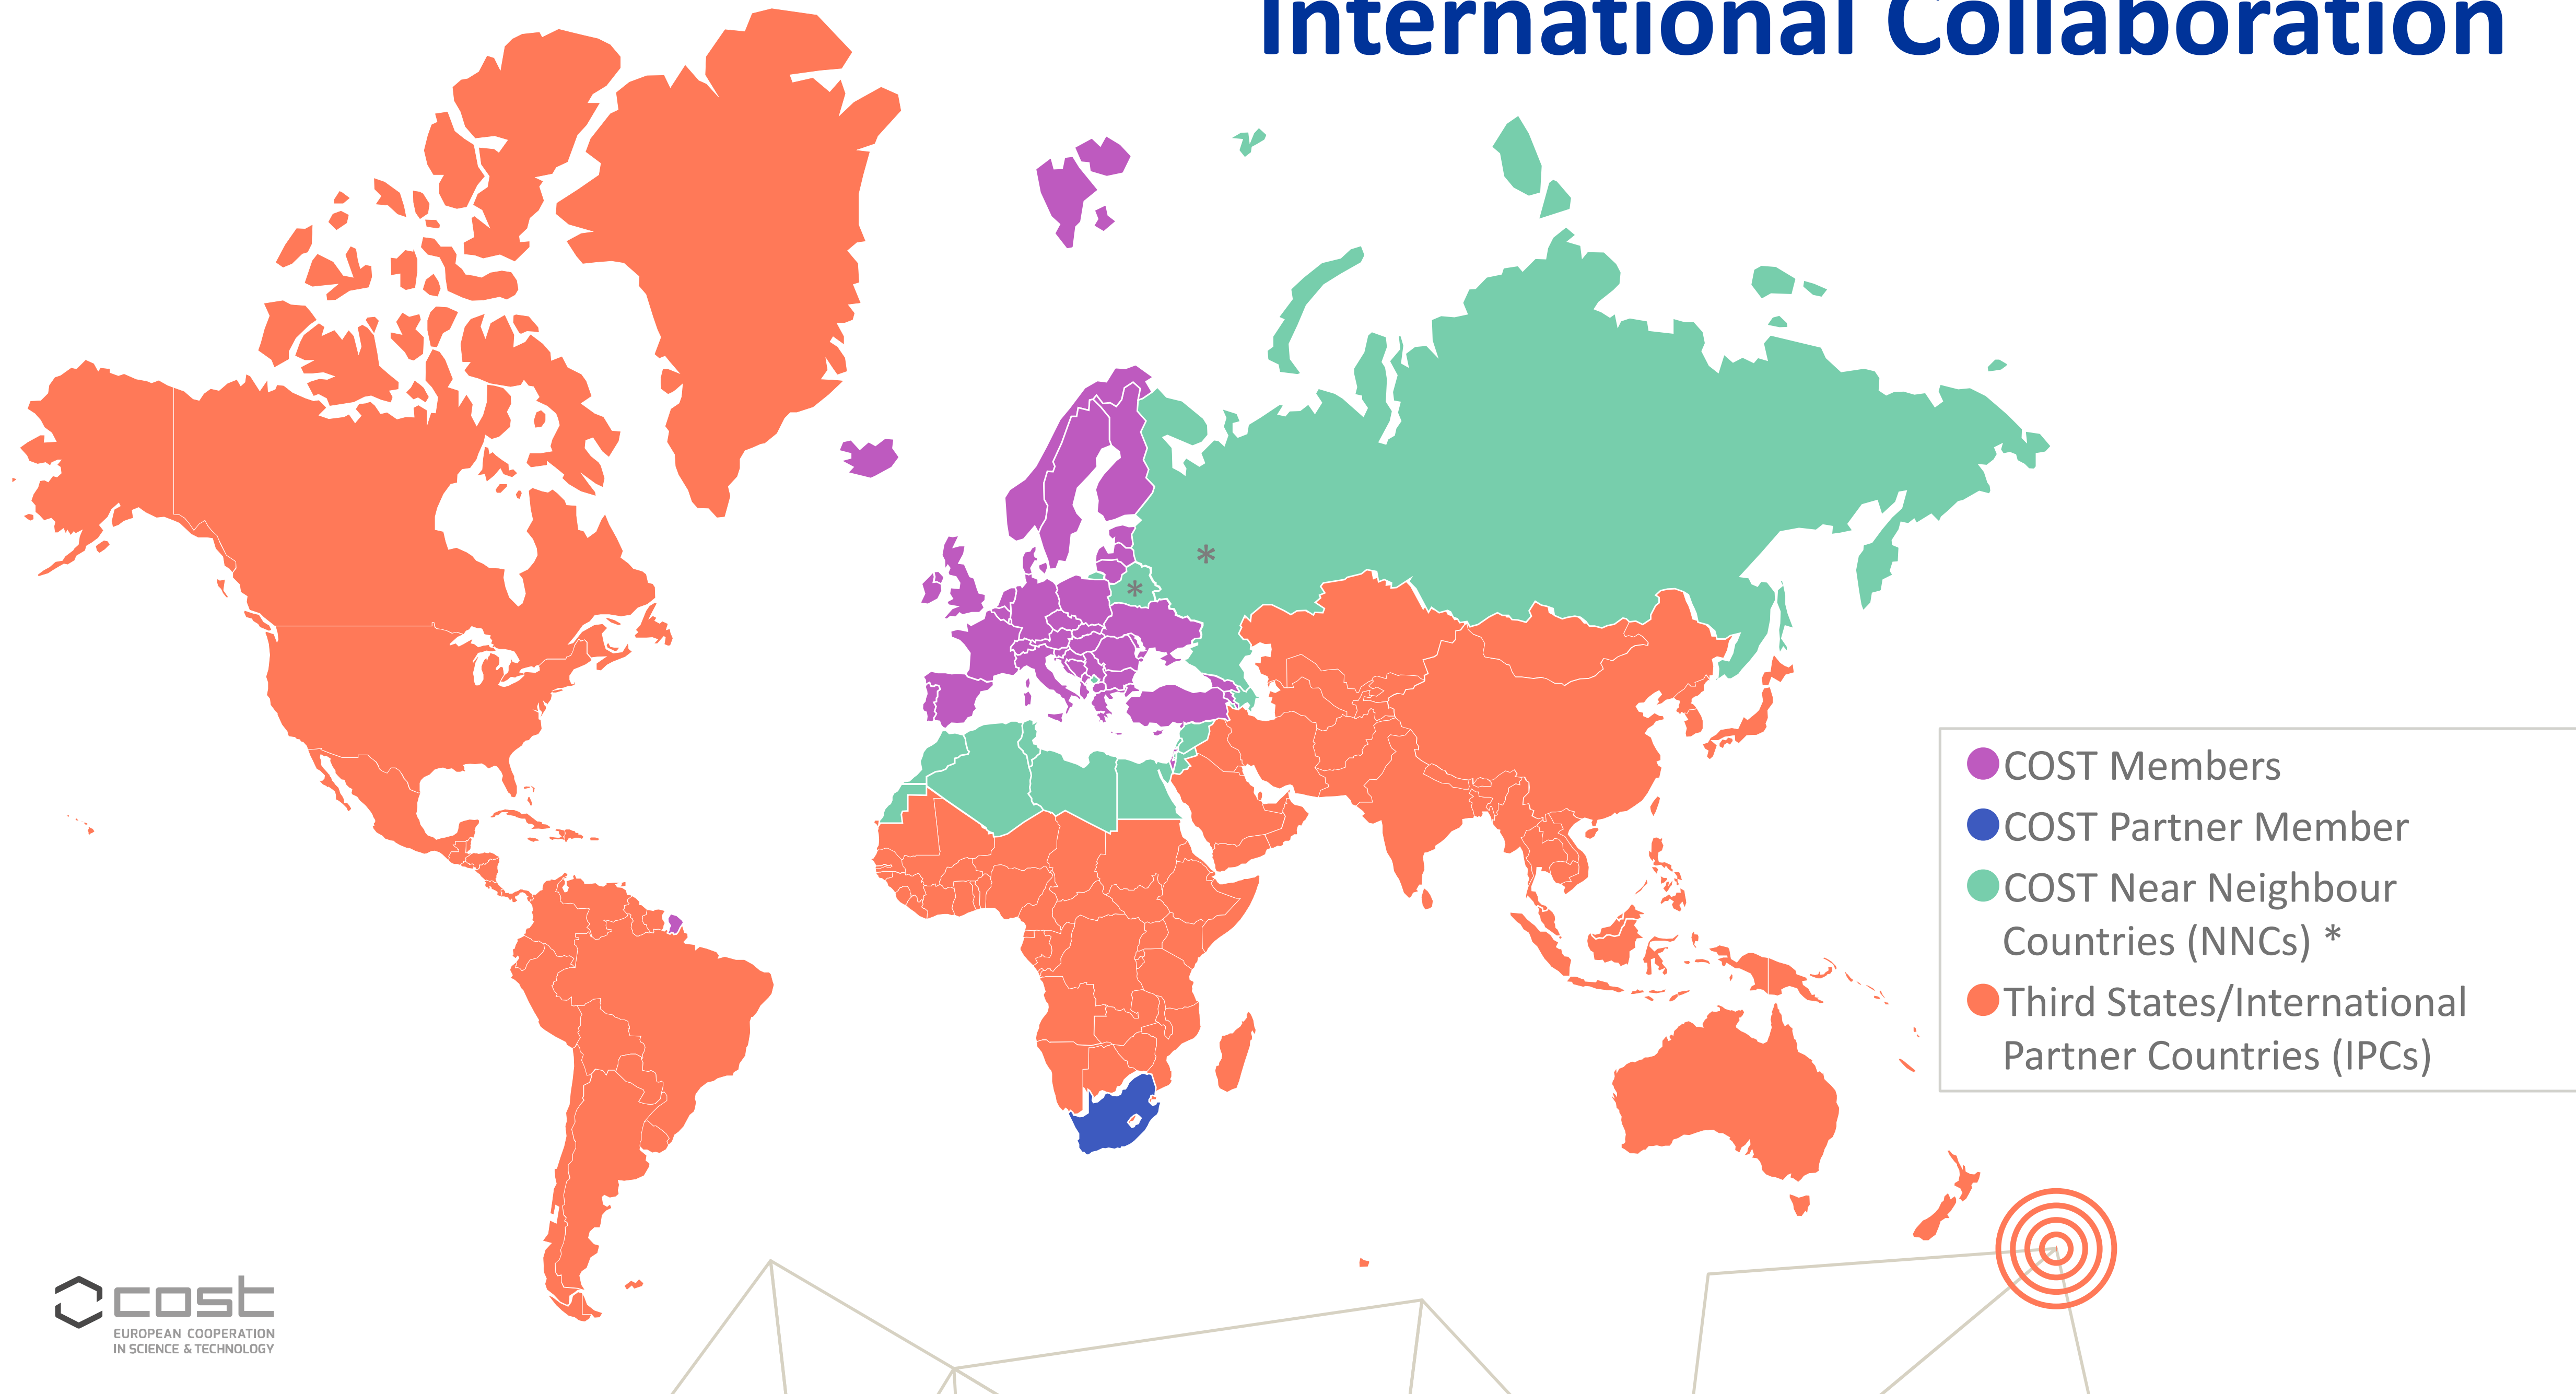 International Collaboration
*
*
COST Members
COST Partner Member
COST Near Neighbour
Countries (NNCs) *
Third States/International
Partner Countries (IPCs)
cost
EUROPEAN COOPERATION
IN SCIENCE & TECHNOLOGY